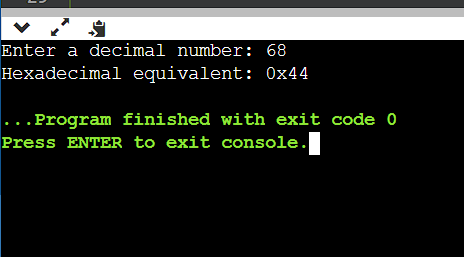 Enter a decimal number: 68
Hexadecimal equivalent: 0x44
...Program finished with exit code 0
Press ENTER to exit console.